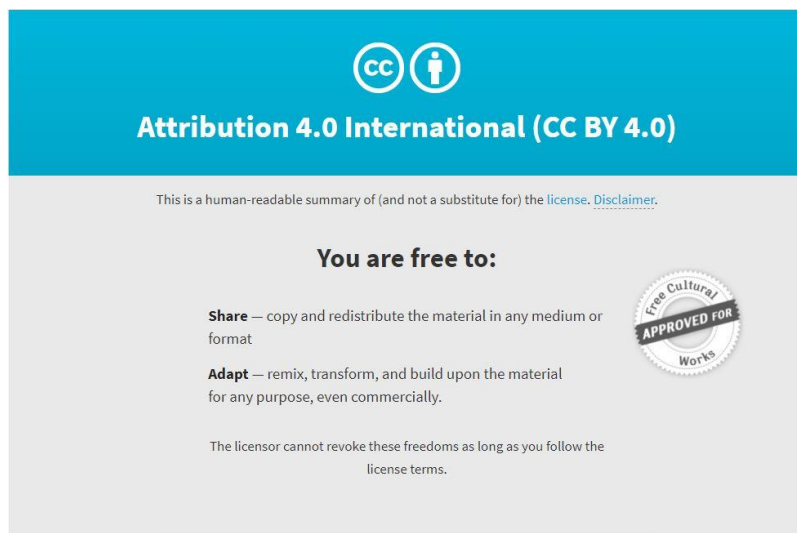 cc
Attribution 4.0 International (CC BY 4.0)
This is a human-readable summary of (and not a substitute for) the license. Disclaimer.
You are free to:
Share — copy and redistribute the material in any medium or
format
Adapt — remix, transform, and build upon the material
for any purpose, even commercially.
Free Cultural
APPROVED FOR
Works
The licensor cannot revoke these freedoms as long as you follow the
license terms.